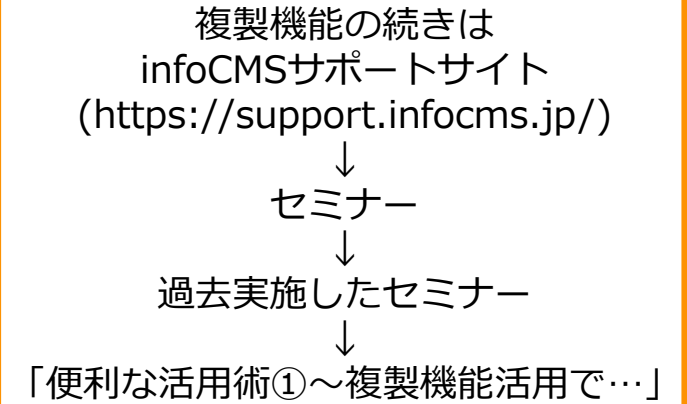 複製機能の続きは
infoCMSサポートサイト
(https://support.infocms.jp/)
↓
セミナー
↓
過去実施したセミナー
↓
「便利な活用術①～複製機能活用で…」